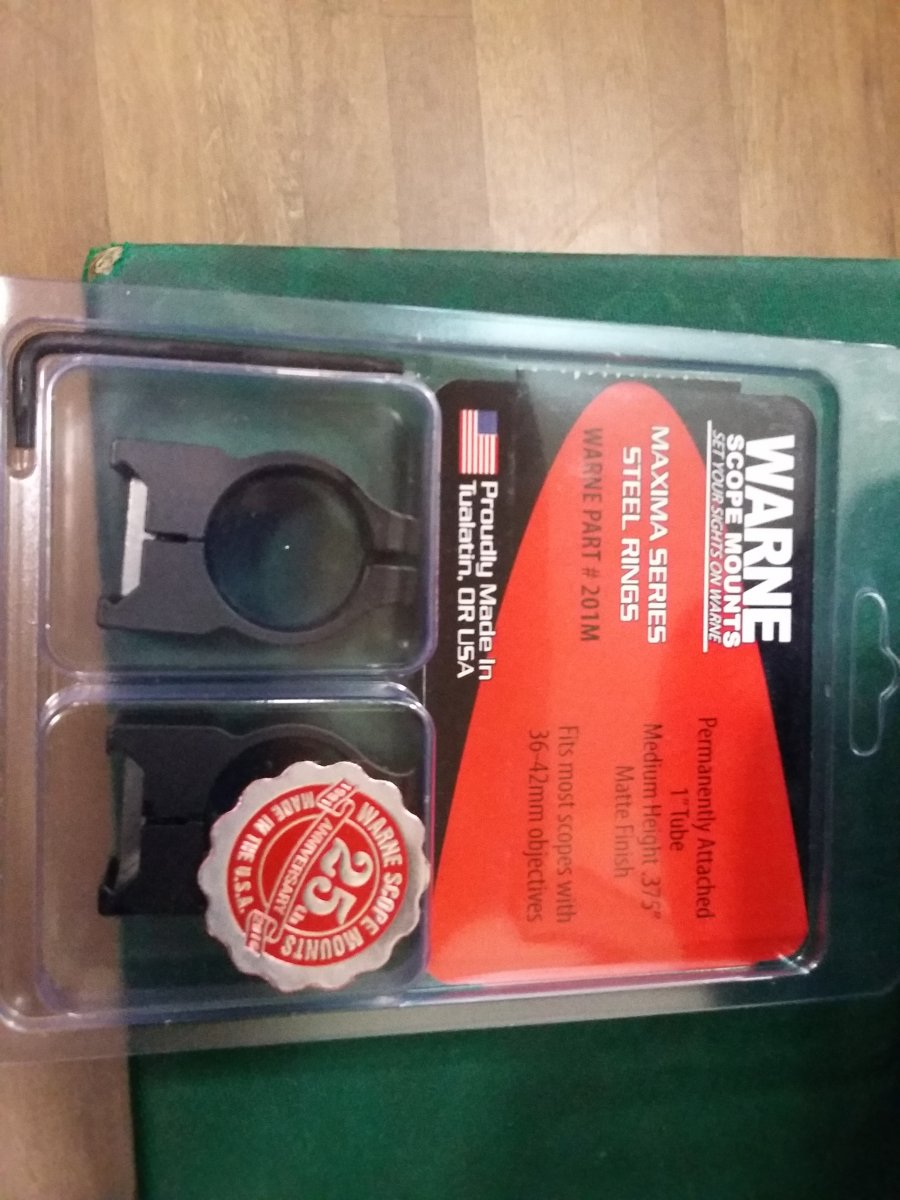 WARNE
SCOPE MOUNTS
SET YOUR SIGHTS ON WARNE
MAXIMA SERIES
STEEL RINGS
WARNE PART # 201M
Permanently Attached
1" Tube
Medium Height .375"
Matte Finish
Fits most scopes with
36-42mm objectives
Proudly Made In
Tualatin, OR USA
WARNE SCOPE MOUNTS
1991
25th
ANNIVERSARY
MADE IN THE U.S.A.